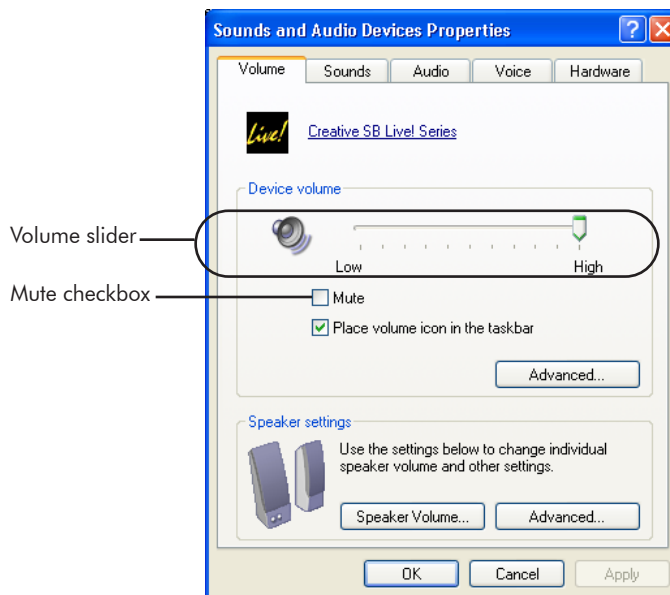 Sounds and Audio Devices Properties
Volume
Sounds
Audio
Voice
Hardware
Live!
Creative SB Live! Series
Device volume
Volume slider
Low
High
Mute checkbox
Mute
Place volume icon in the taskbar
Advanced...
Speaker settings
Use the settings below to change individual
speaker volume and other settings.
Speaker Volume...
Advanced...
OK
Cancel
Apply